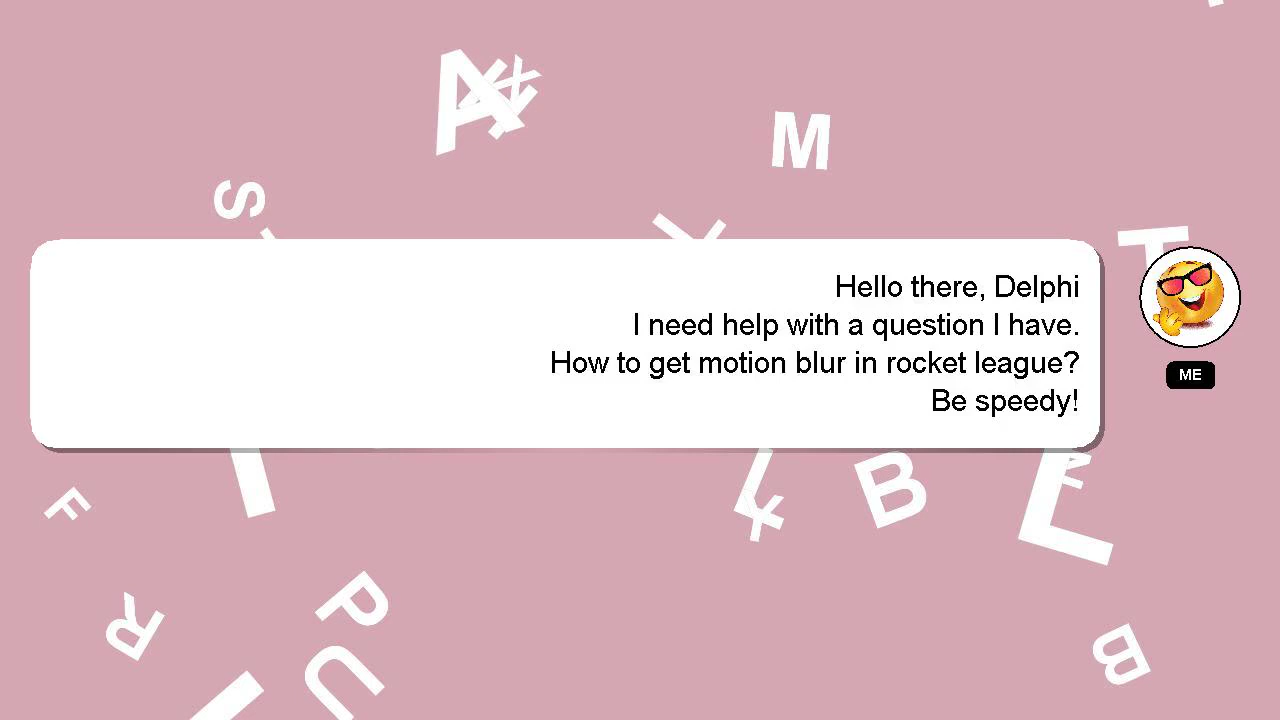 A
M
S
T
Hello there, Delphi
I need help with a question I have.
How to get motion blur in rocket league?
Be speedy!
ME
B
L
F
P
R
U
B